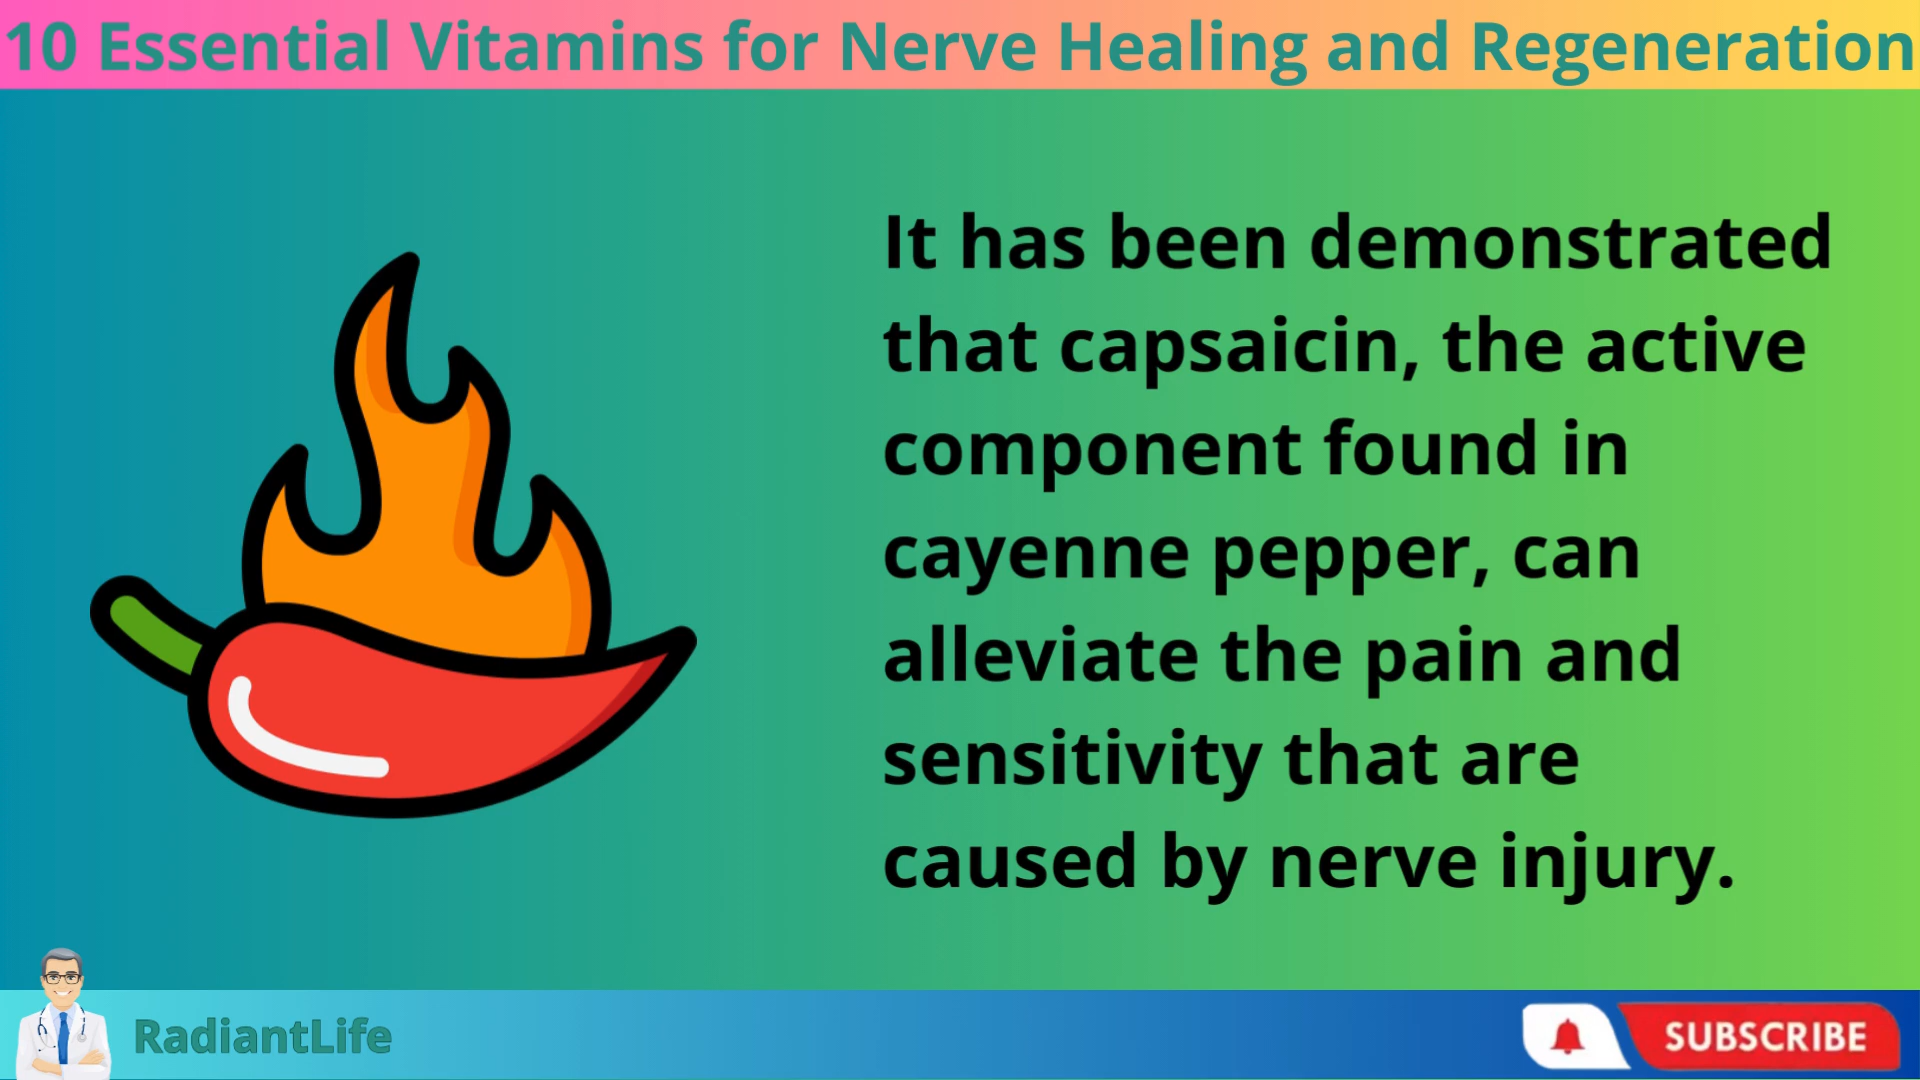 10 Essential Vitamins for Nerve Healing and Regeneration
It has been demonstrated
that capsaicin, the active
component found in
cayenne pepper, can
alleviate the pain and
sensitivity that are
caused by nerve injury.
RadiantLife
SUBSCRIBE